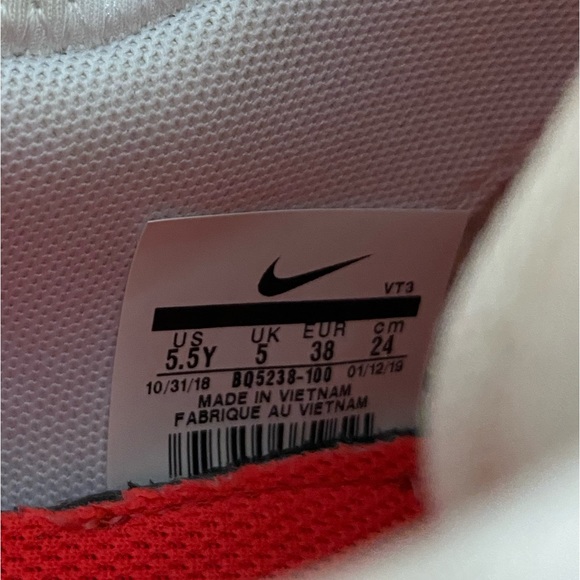 VT3
US UK EUR cm
5.5Y 5 38 24
10/31/18 BQ5238-100 01/12/19
MADE IN VIETNAM
FABRIQUE AU VIETNAM